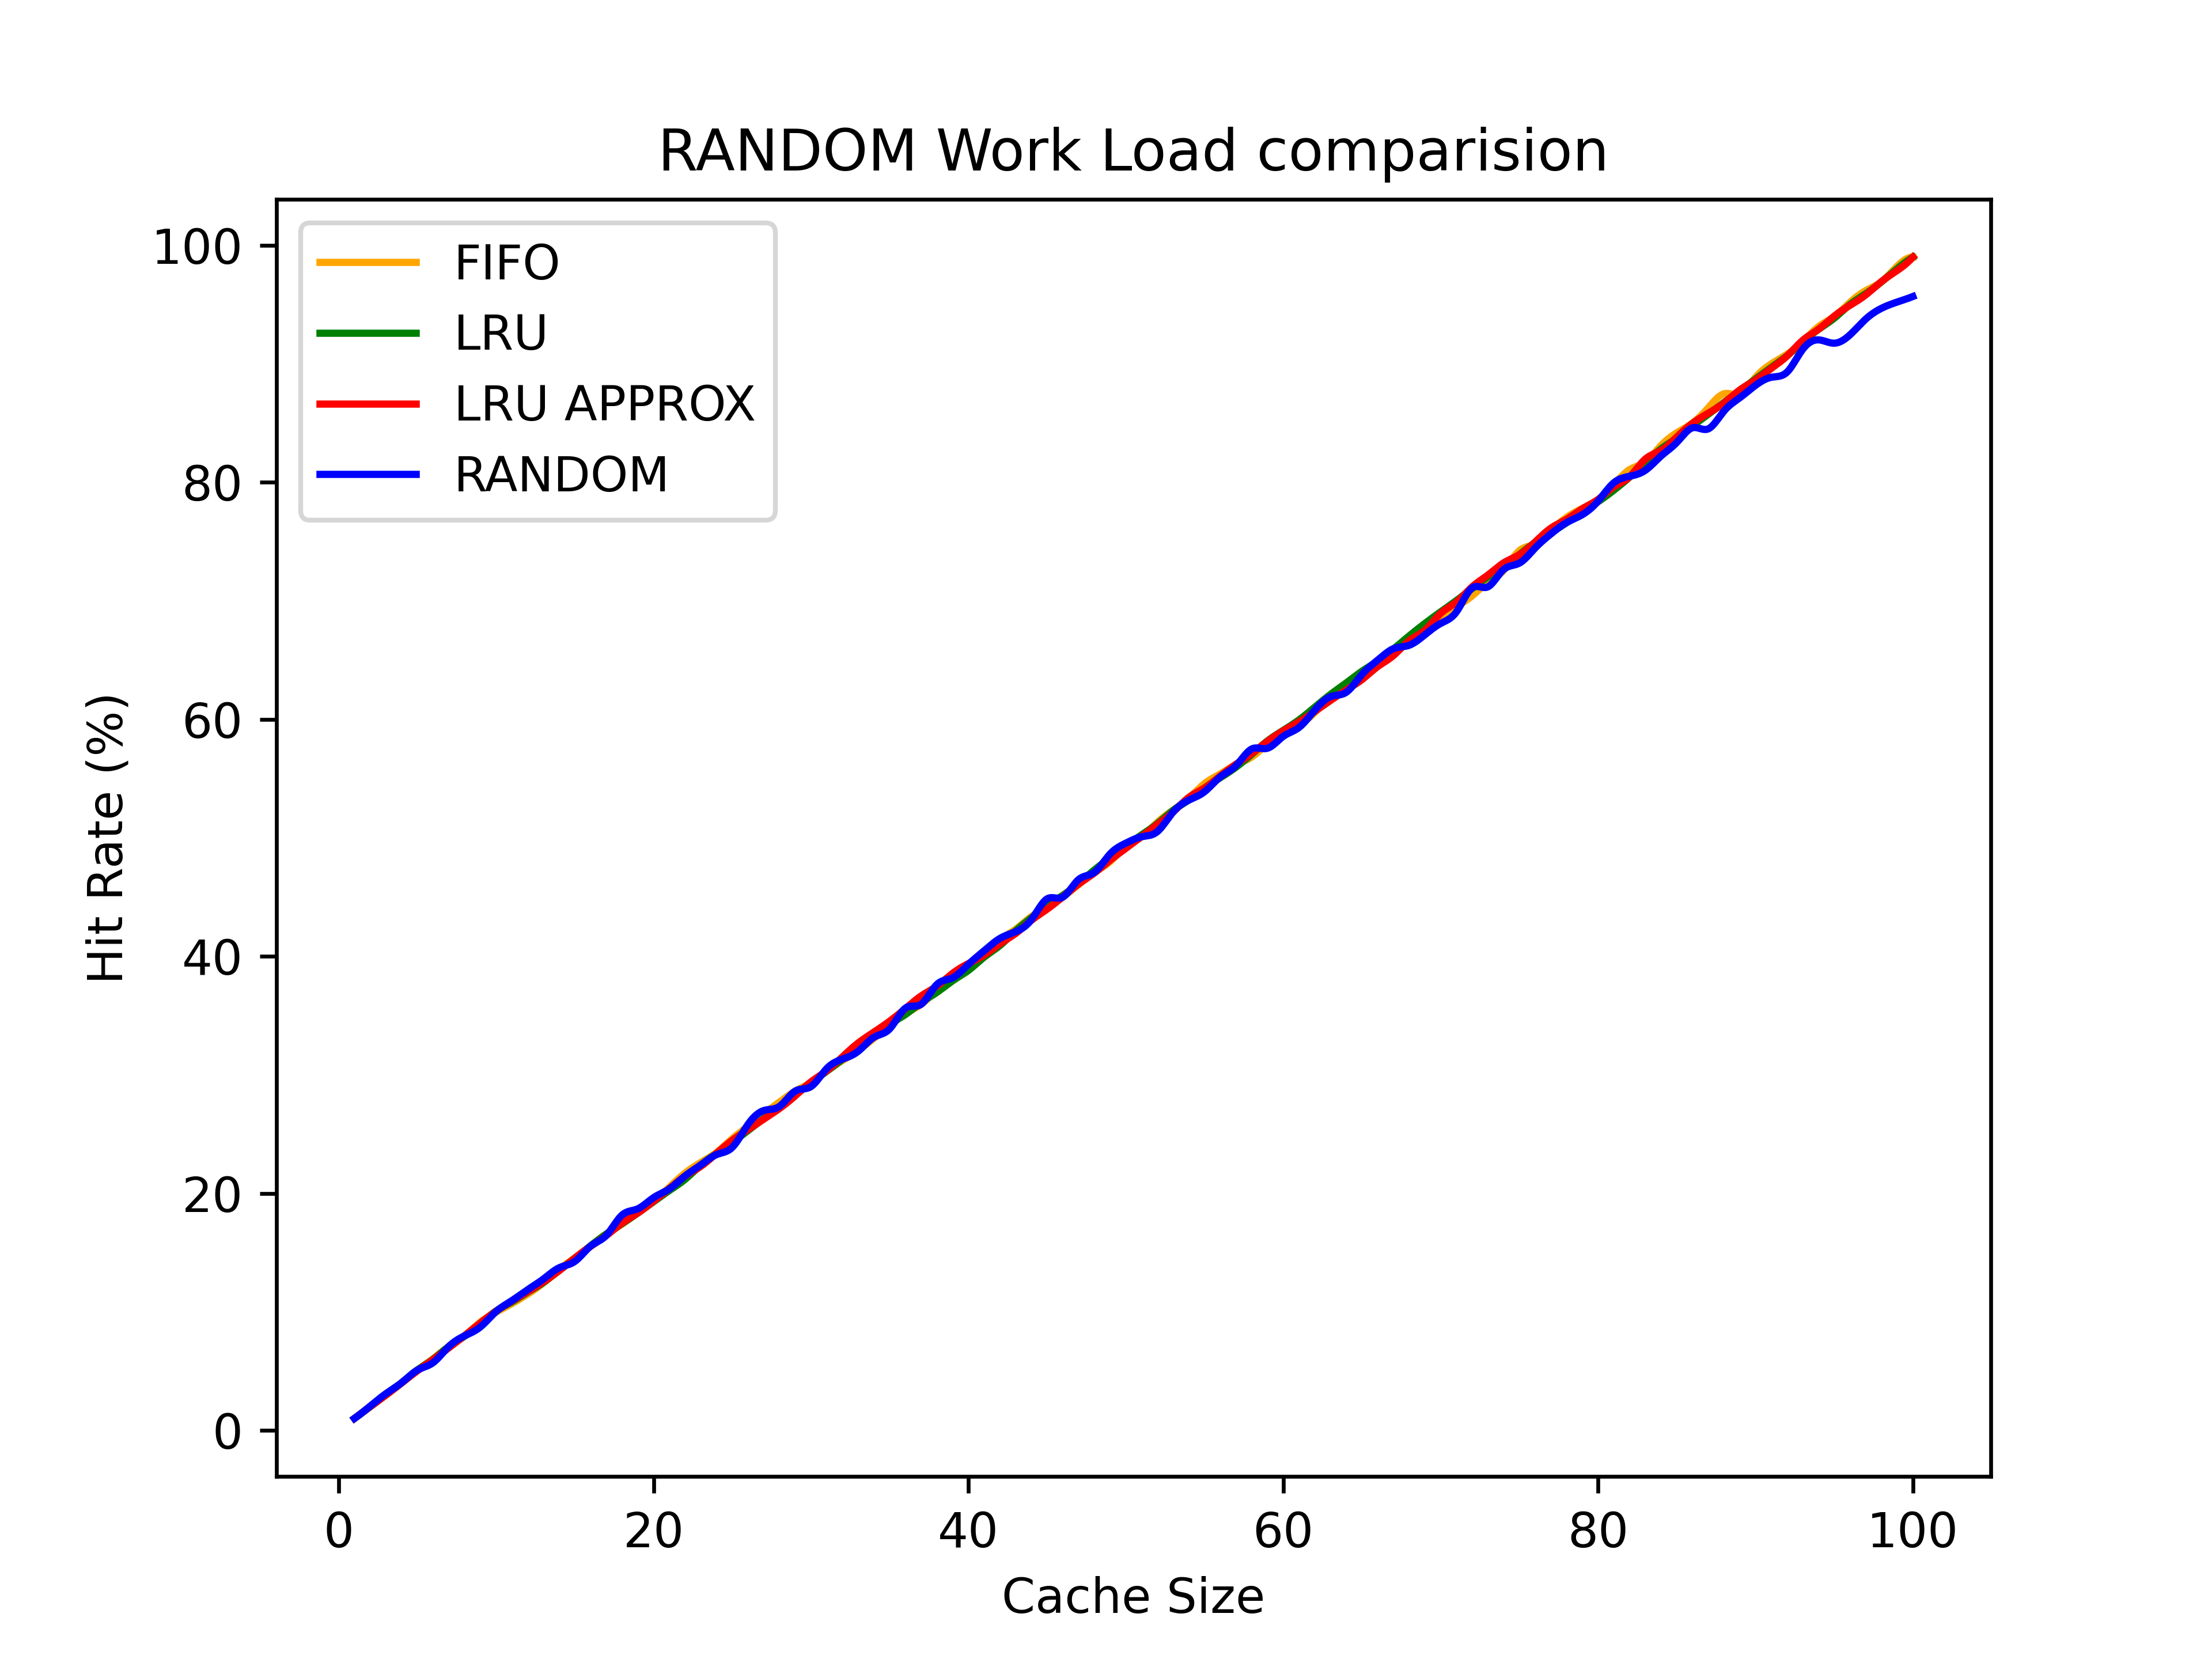 RANDOM Work Load comparision
FIFO
LRU
LRU APPROX
RANDOM
Hit Rate (%)
100
80
60
40
20
0
0 20 40 60 80 100
Cache Size